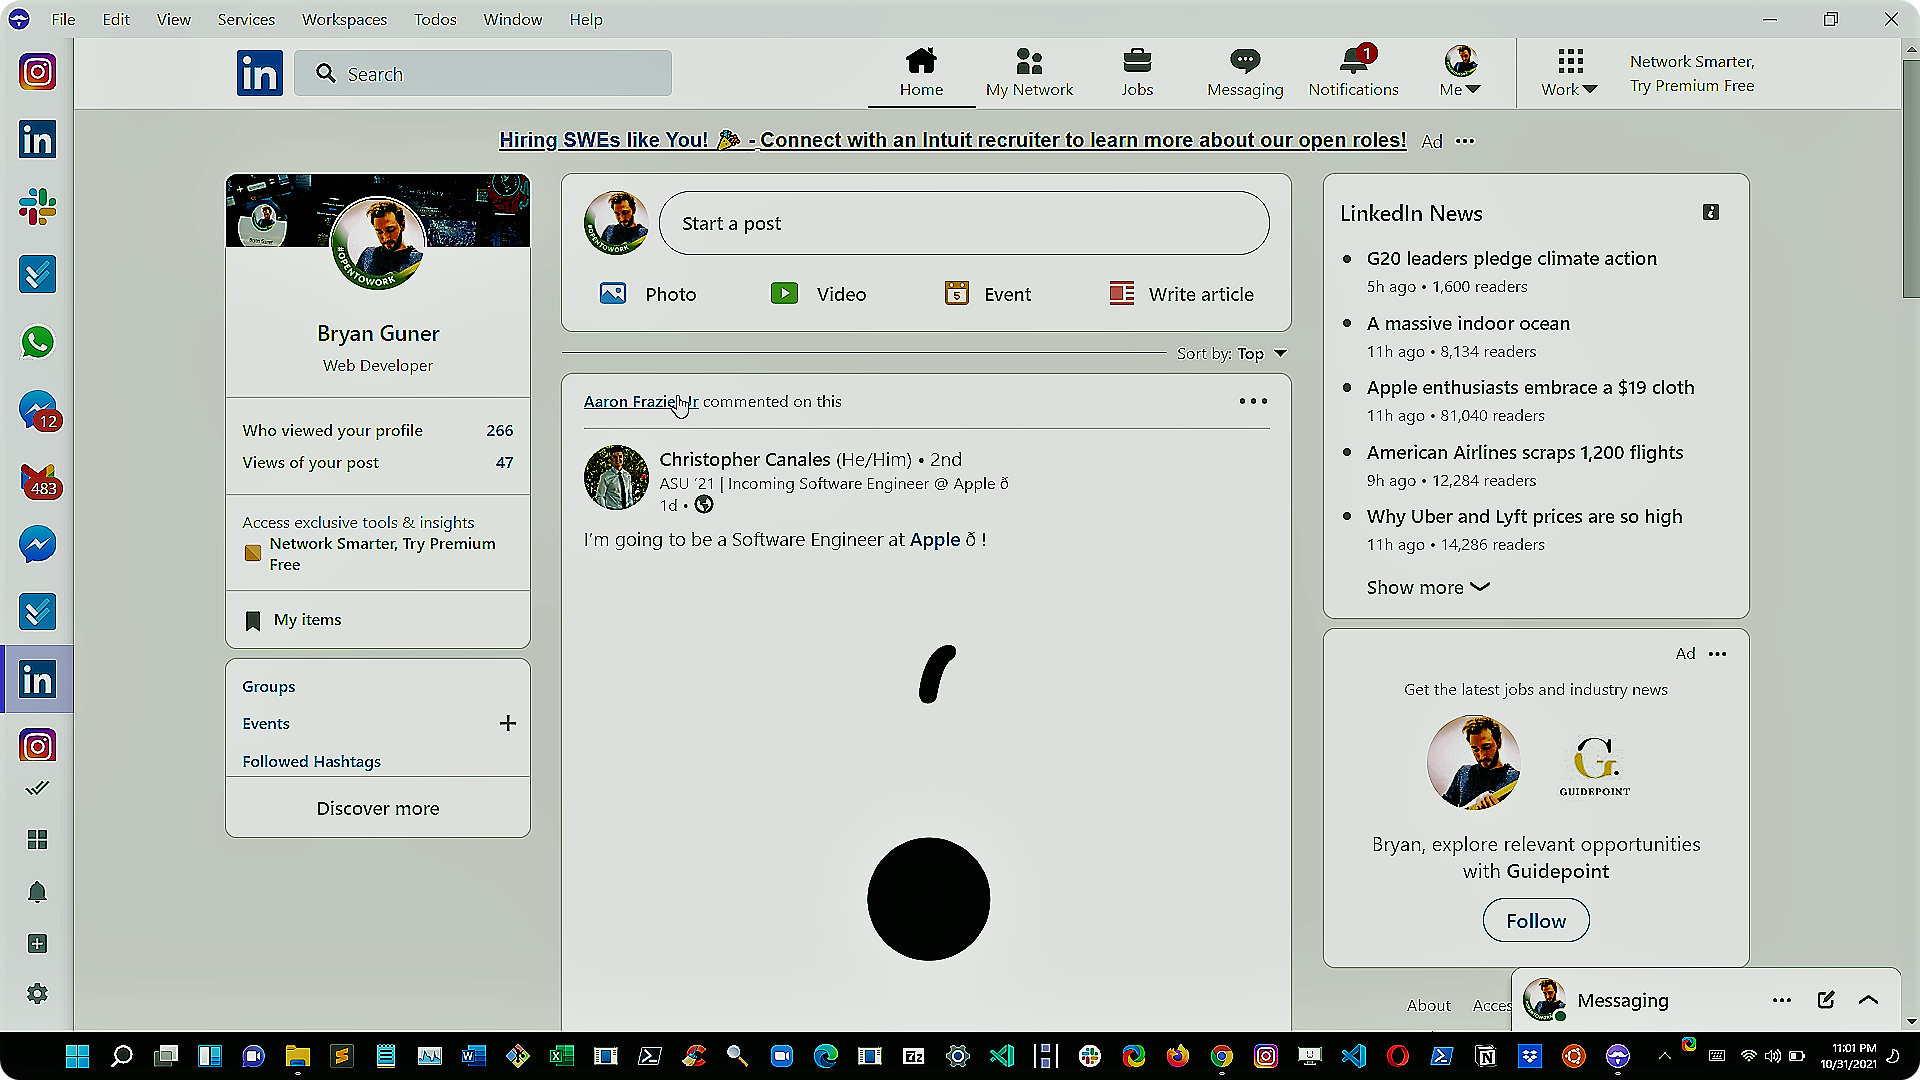 File Edit View Services Workspaces Todos Window Help
in Search Home My Network Jobs Messaging Notifications 1 Me Work Network Smarter,
Try Premium Free
Hiring SWEs like You! 🎉 - Connect with an Intuit recruiter to learn more about our open roles! Ad
in
12
483
in
#OPENTOWORK
Bryan Guner
Web Developer
Who viewed your profile 266
Views of your post 47
Access exclusive tools & insights
Network Smarter, Try Premium
Free
My items
Groups
Events
Followed Hashtags
Discover more
Start a post
Photo Video 5 Event Write article
Sort by: Top
Aaron Frazier Jr commented on this
Christopher Canales (He/Him) • 2nd
ASU ‘21 | Incoming Software Engineer @ Apple ð
1d •
I’m going to be a Software Engineer at Apple ð !
LinkedIn News
G20 leaders pledge climate action
5h ago • 1,600 readers
A massive indoor ocean
11h ago • 8,134 readers
Apple enthusiasts embrace a $19 cloth
11h ago • 81,040 readers
American Airlines scraps 1,200 flights
9h ago • 12,284 readers
Why Uber and Lyft prices are so high
11h ago • 14,286 readers
Show more
Ad
Get the latest jobs and industry news
G.
GUIDEPOINT
Bryan, explore relevant opportunities
with Guidepoint
Follow
About
Messaging
11:01 PM
10/31/2021